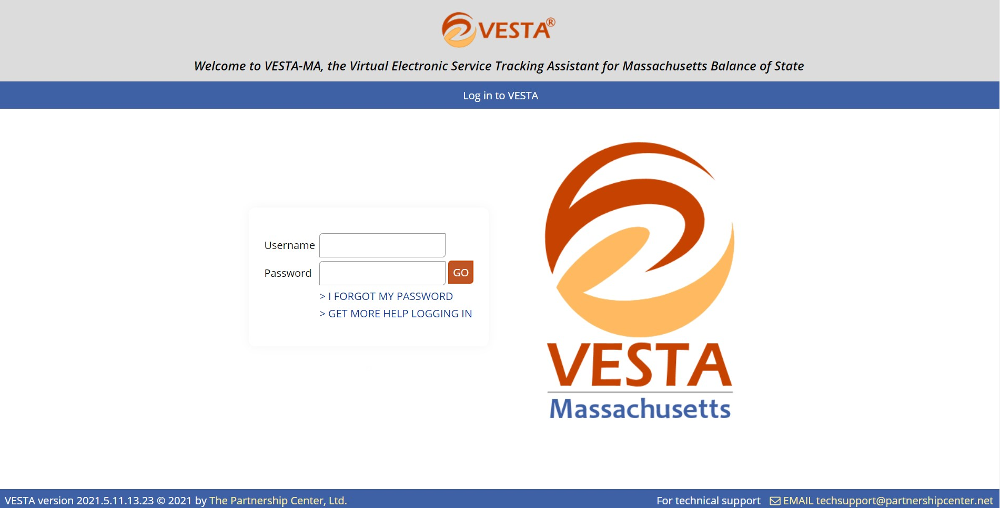 VESTA®
Welcome to VESTA-MA, the Virtual Electronic Service Tracking Assistant for Massachusetts Balance of State
Log in to VESTA
Username
Password
GO
> I FORGOT MY PASSWORD
> GET MORE HELP LOGGING IN
VESTA
Massachusetts
VESTA version 2021.5.11.13.23 © 2021 by The Partnership Center, Ltd.
For technical support EMAIL techsupport@partnershipcenter.net